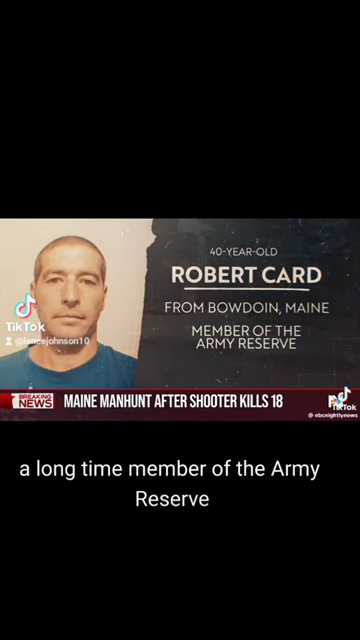 40-YEAR-OLD
ROBERT CARD
FROM BOWDOIN, MAINE
MEMBER OF THE
ARMY RESERVE
TikTok
@lancejohnson10
BREAKING
NEWS
MAINE MANHUNT AFTER SHOOTER KILLS 18
TikTok
@ nbcnightlynews
a long time member of the Army
Reserve